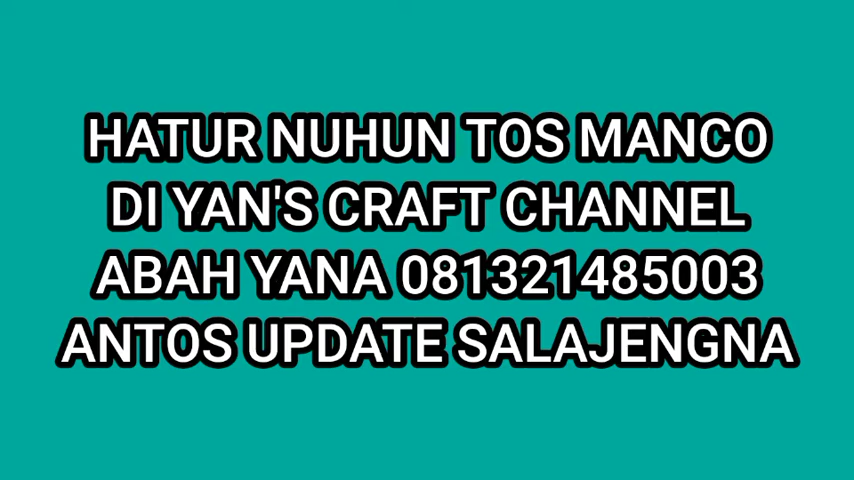 HATUR NUHUN TOS MANCO
DI YAN'S CRAFT CHANNEL
ABAH YANA 081321485003
ANTOS UPDATE SALAJENGNA